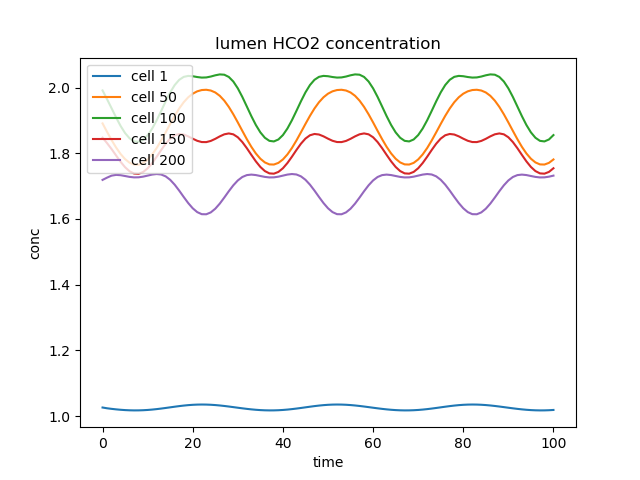 lumen HCO2 concentration
cell 1
cell 50
cell 100
cell 150
cell 200
2.0
1.8
1.6
1.4
1.2
1.0
conc
0 20 40 60 80 100
time